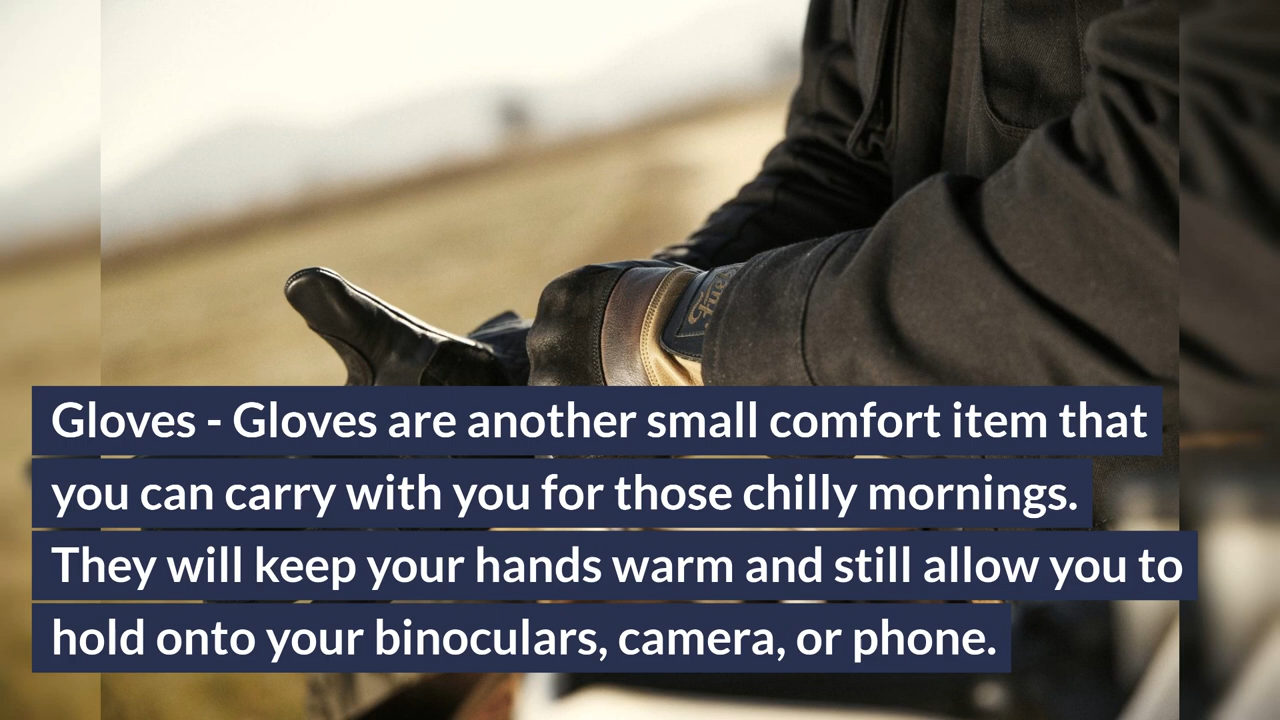 Fue
Gloves - Gloves are another small comfort item that
you can carry with you for those chilly mornings.
They will keep your hands warm and still allow you to
hold onto your binoculars, camera, or phone.